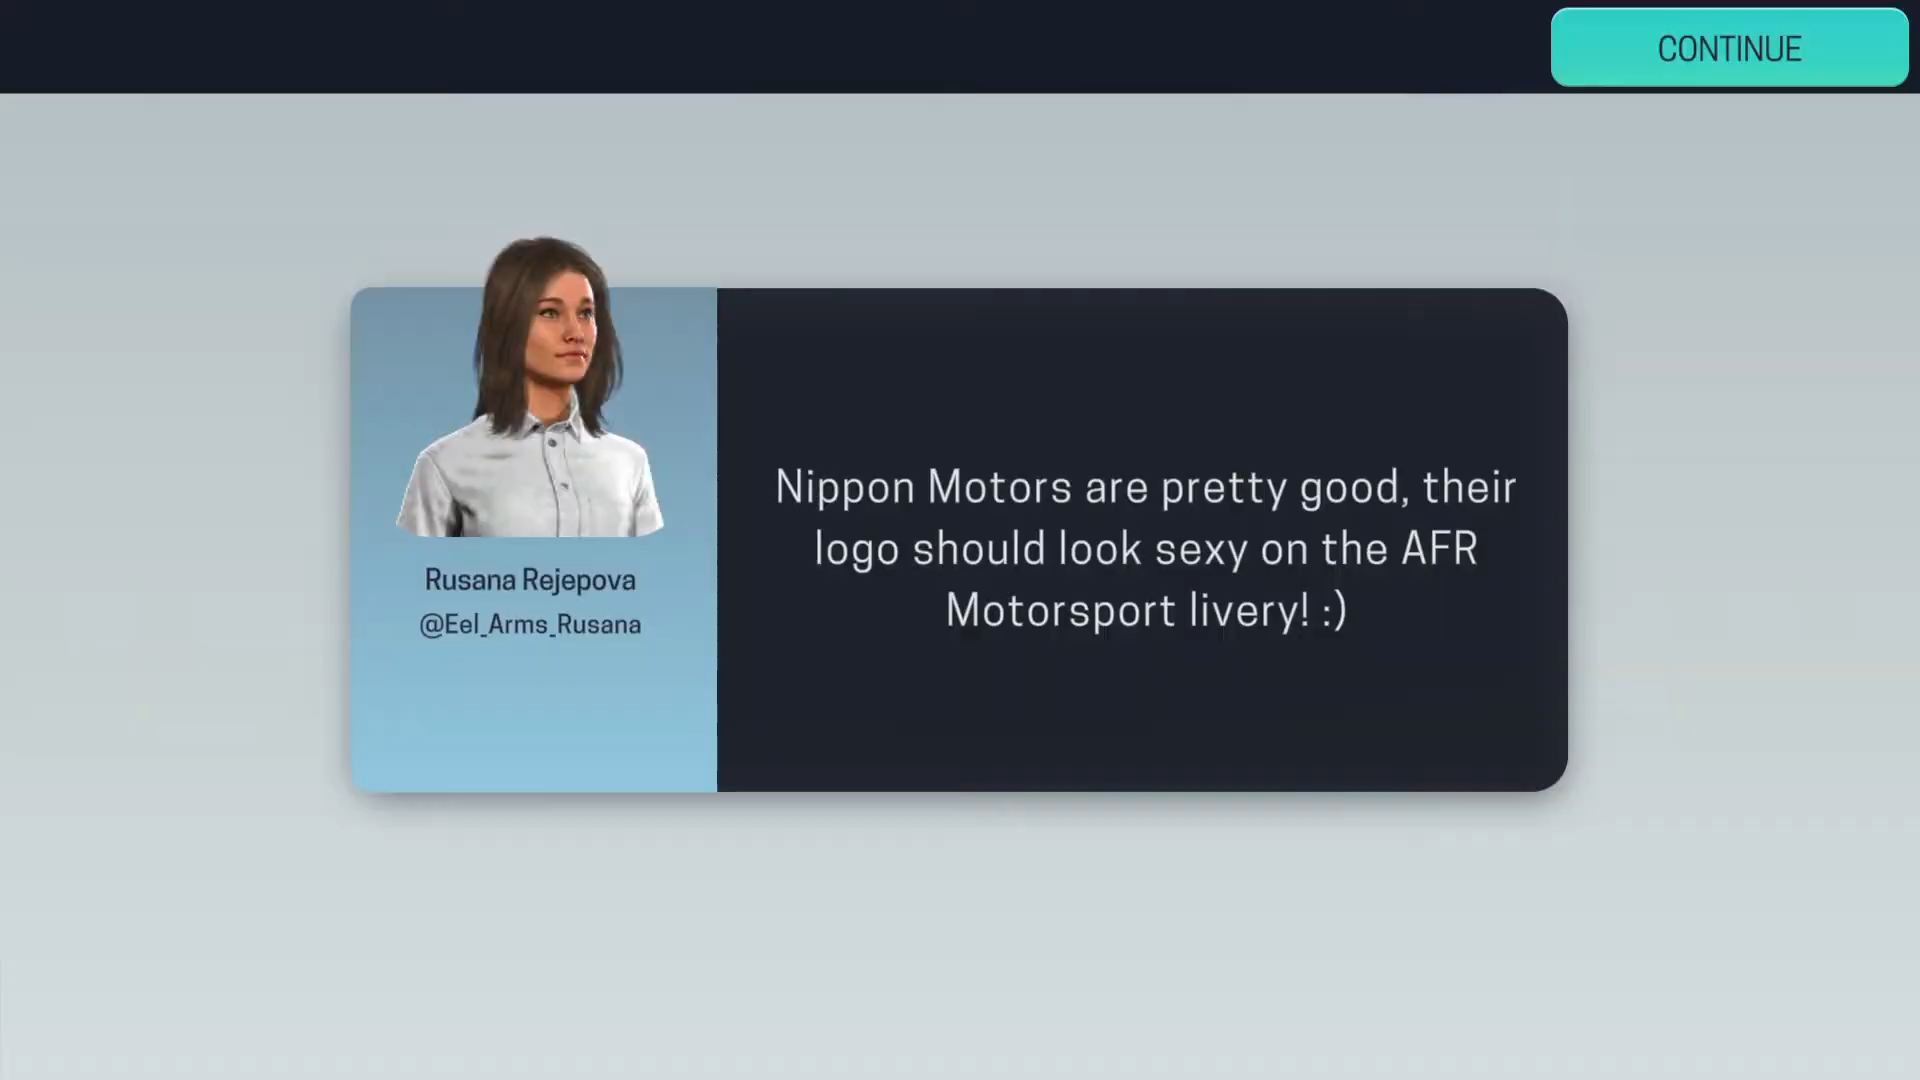 CONTINUE
Rusana Rejepova
@Eel_Arms_Rusana
Nippon Motors are pretty good, their
logo should look sexy on the AFR
Motorsport livery! :)